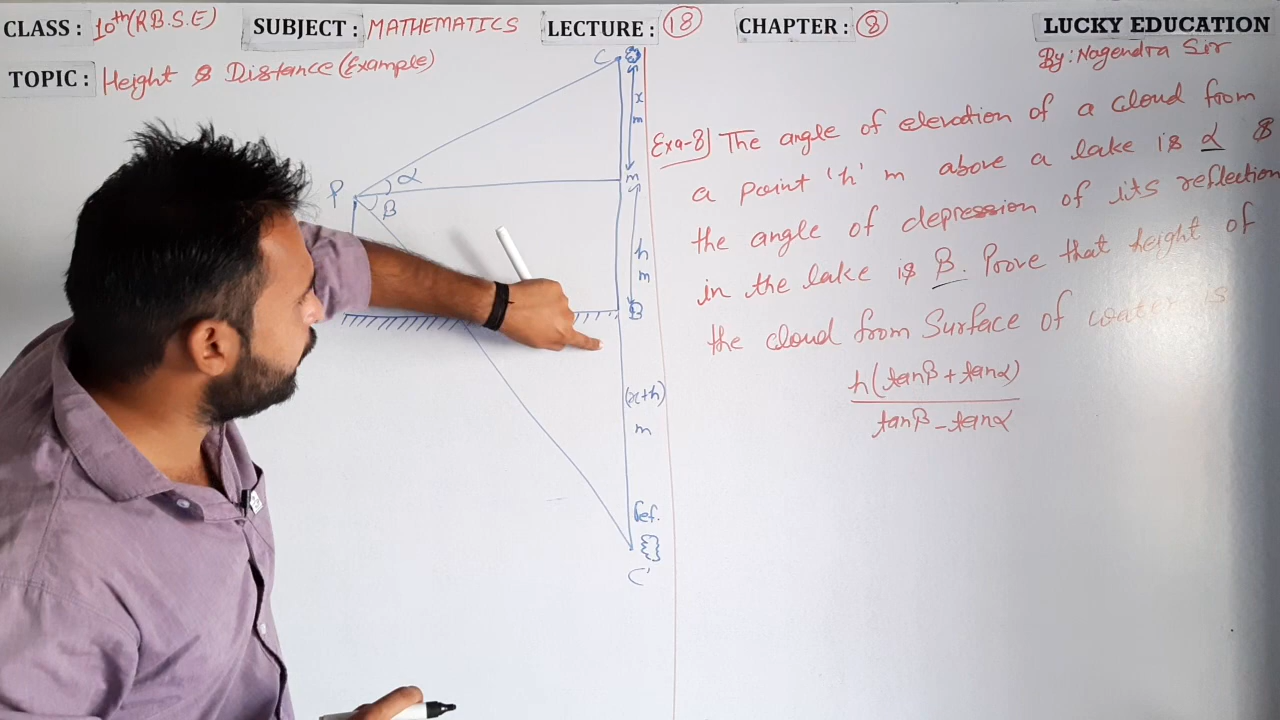 CLASS : 10th (R.B.S.E) SUBJECT : MATHEMATICS LECTURE : 18 CHAPTER : 8 LUCKY EDUCATION
By: Nagendra Sir
TOPIC : Height & Distance (Example)
C
x
m
P α
β
m
h
m
B
(x+h)
m
ref.
C'
Exa-8] The angle of elevation of a cloud from
a point 'h' m above a lake is α &
the angle of depression of its reflection
in the lake is β. Prove that height of
the cloud from Surface of water is
h(tanβ + tanα)
tanβ - tanα